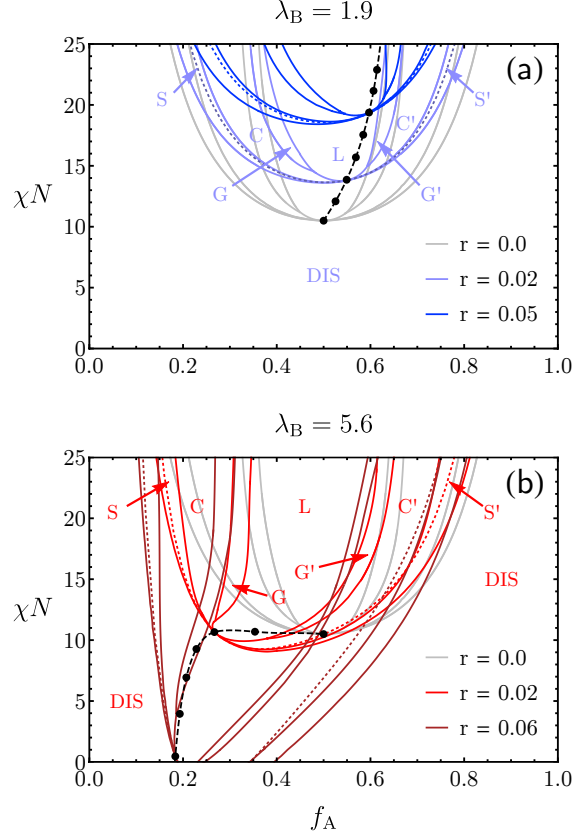 λ_B = 1.9
(a)
25
20
15
10
5
0
χN
S
C
L
C'
S'
G
G'
DIS
r = 0.0
r = 0.02
r = 0.05
0.0 0.2 0.4 0.6 0.8 1.0
λ_B = 5.6
(b)
25
20
15
10
5
0
χN
S
C
L
C'
S'
G'
G
DIS
DIS
r = 0.0
r = 0.02
r = 0.06
0.0 0.2 0.4 0.6 0.8 1.0
f_A